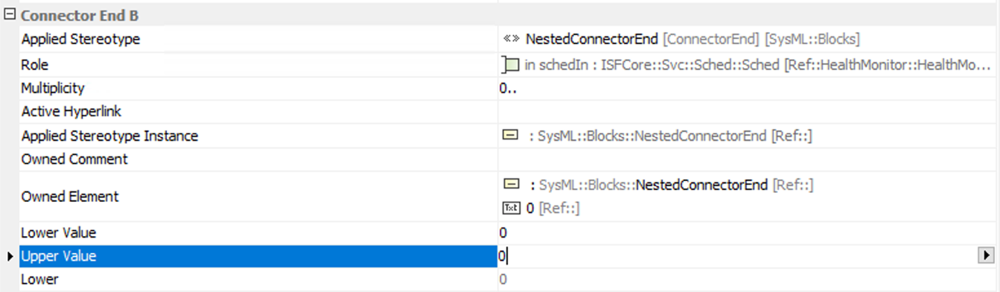 Connector End B
Applied Stereotype «» NestedConnectorEnd [ConnectorEnd] [SysML::Blocks]
Role in schedIn : ISFCore::Svc::Sched::Sched [Ref::HealthMonitor::HealthMo...
Multiplicity 0..
Active Hyperlink
Applied Stereotype Instance : SysML::Blocks::NestedConnectorEnd [Ref::]
Owned Comment
Owned Element : SysML::Blocks::NestedConnectorEnd [Ref::]
Txt 0 [Ref::]
Lower Value 0
Upper Value 0
Lower 0